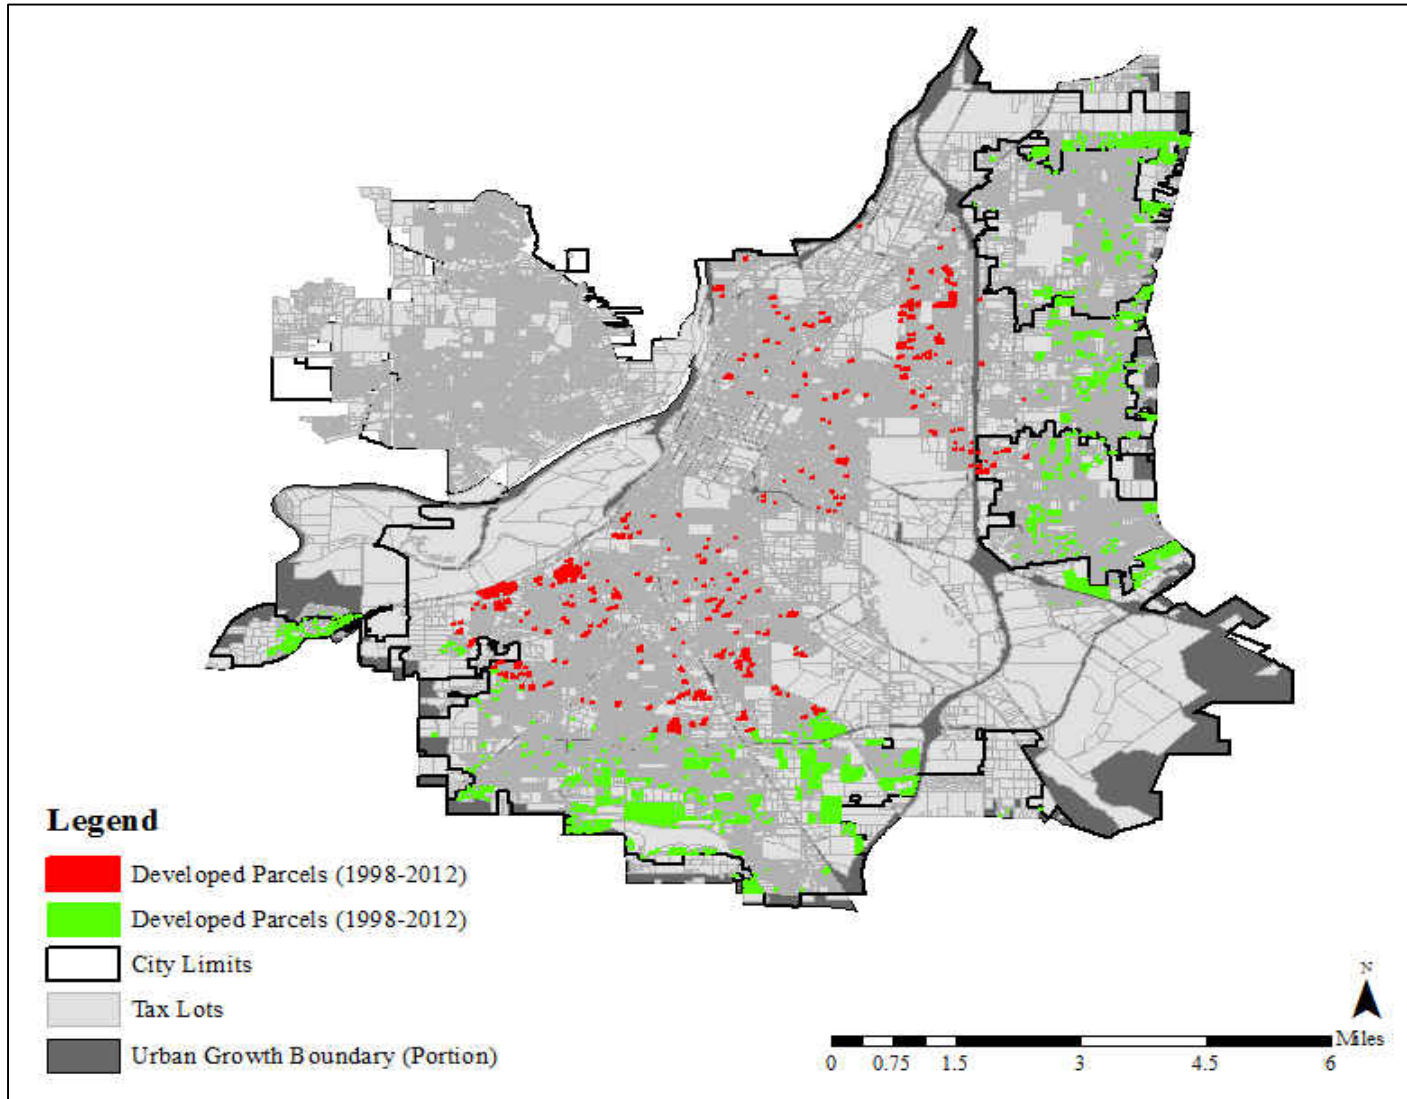 Legend
Developed Parcels (1998-2012)
Developed Parcels (1998-2012)
City Limits
Tax Lots
Urban Growth Boundary (Portion)
N
Miles
0 0.75 1.5 3 4.5 6